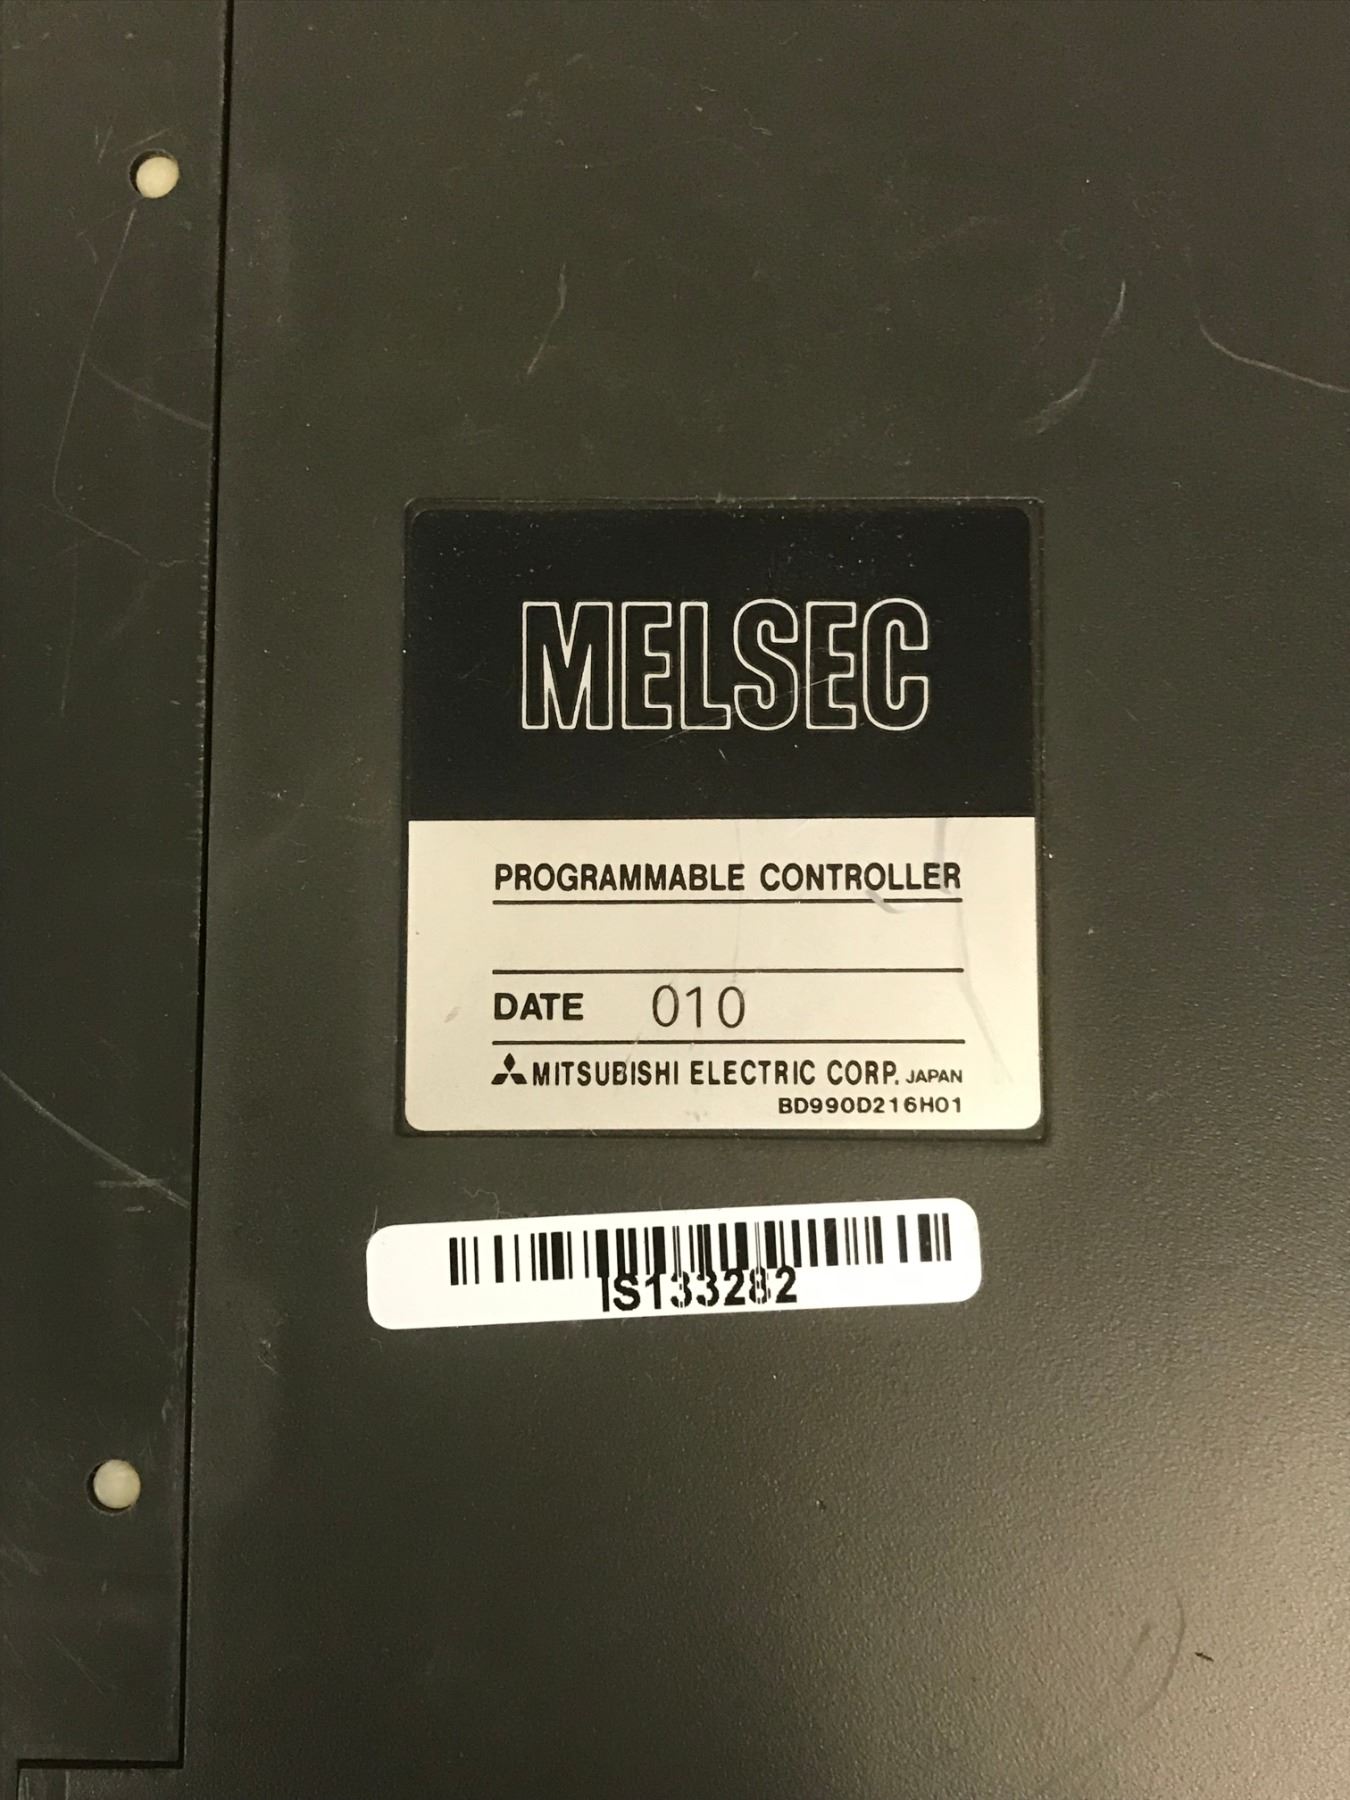 MELSEC
PROGRAMMABLE CONTROLLER
DATE 010
MITSUBISHI ELECTRIC CORP. JAPAN
BD990D216H01
IS133282